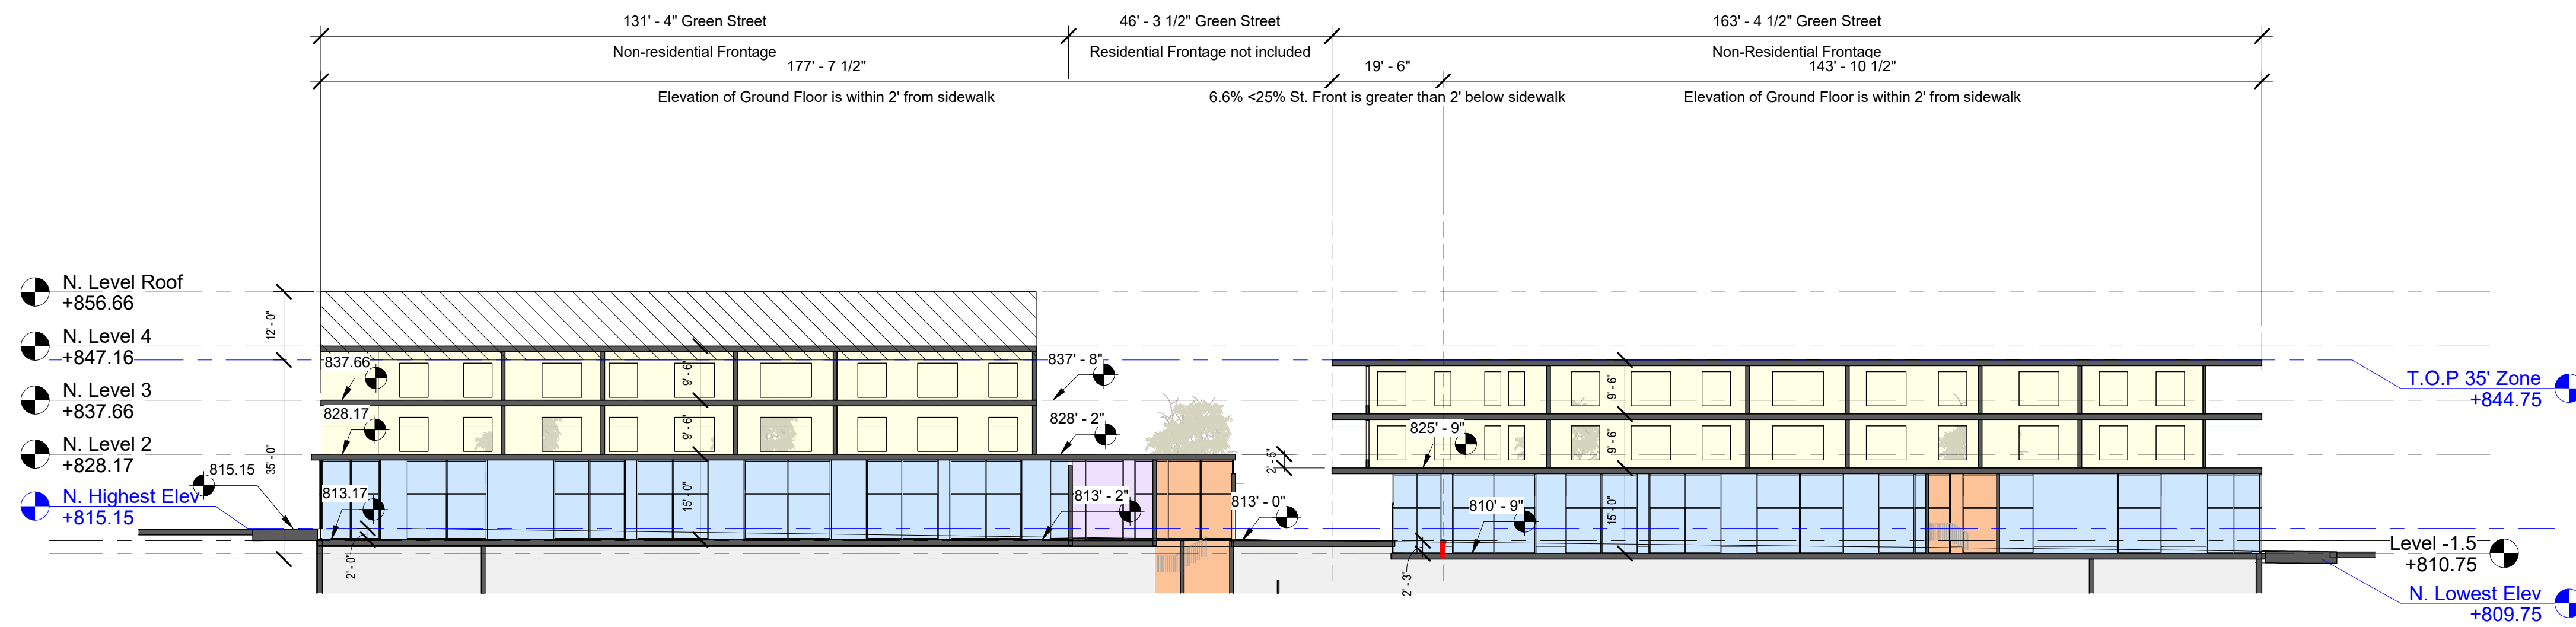 131' - 4" Green Street
46' - 3 1/2" Green Street
163' - 4 1/2" Green Street
Non-residential Frontage
Residential Frontage not included
Non-Residential Frontage
177' - 7 1/2"
19' - 6"
143' - 10 1/2"
Elevation of Ground Floor is within 2' from sidewalk
6.6% <25% St. Front is greater than 2' below sidewalk
Elevation of Ground Floor is within 2' from sidewalk
N. Level Roof
+856.66
12' - 0"
N. Level 4
+847.16
837.66
9' - 6"
837' - 8"
9' - 6"
T.O.P 35' Zone
+844.75
N. Level 3
+837.66
828.17
9' - 6"
828' - 2"
825' - 9"
9' - 6"
N. Level 2
+828.17
815.15
35' - 0"
2' - 5"
N. Highest Elev
+815.15
813.17
15' - 0"
813' - 2"
813' - 0"
810' - 9"
15' - 0"
2' - 0"
2' - 3"
Level -1.5
+810.75
N. Lowest Elev
+809.75